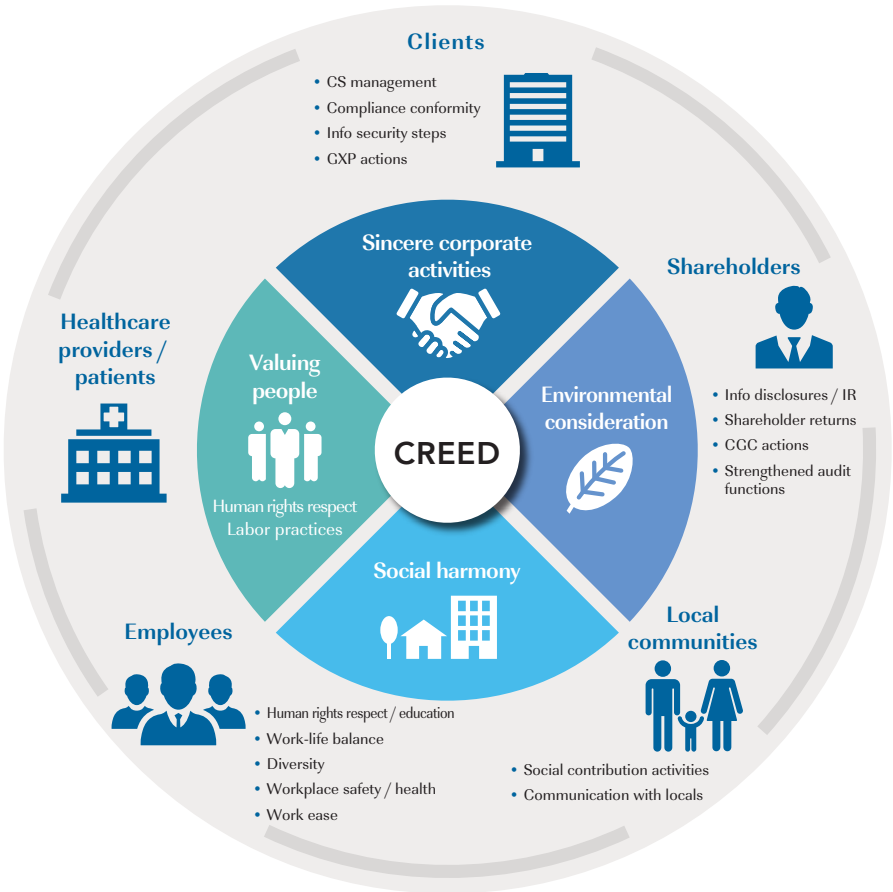 Clients
• CS management
• Compliance conformity
• Info security steps
• GXP actions
Sincere corporate
activities
Shareholders
• Info disclosures / IR
• Shareholder returns
• CGC actions
• Strengthened audit
functions
Healthcare
providers /
patients
Valuing
people
Human rights respect
Labor practices
Environmental
consideration
CREED
Social harmony
Employees
• Human rights respect / education
• Work-life balance
• Diversity
• Workplace safety / health
• Work ease
Local
communities
• Social contribution activities
• Communication with locals